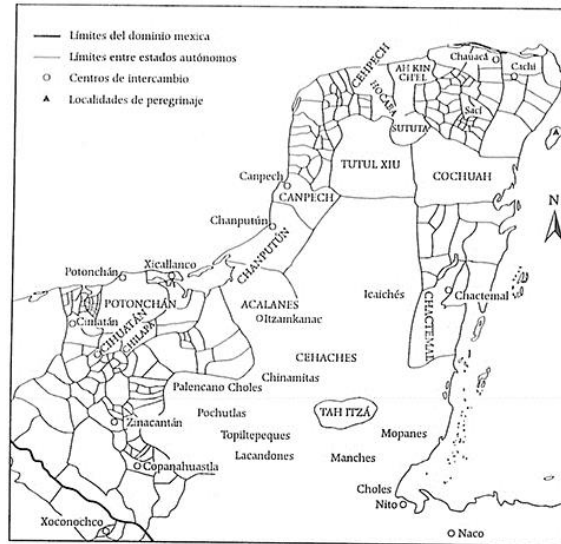 Límites del dominio mexica
Límites entre estados autónomos
Centros de intercambio
Localidades de peregrinaje
CEHPECH
HOCABA
AH KIN
CH'EL
Chauacá
Cachi
Sací
SUTUTA
TUTUL XIU
COCHUAH
Canpech
CANPECH
Chanputún
CHANPUTÚN
N
Xicallanco
Potonchán
POTONCHÁN
Cimatán
CIHUATÁN
CHILAPA
ACALANES
Itzamkanac
Icaichés
CHACTEMAL
Chactemal
CEHACHES
Chinamitas
Palencano Choles
Pochutlas
TAH ITZÁ
Zinacantán
Topiltepeques
Mopanes
Lacandones
Manches
Copanahuastla
Choles
Nito
Xoconochco
Naco